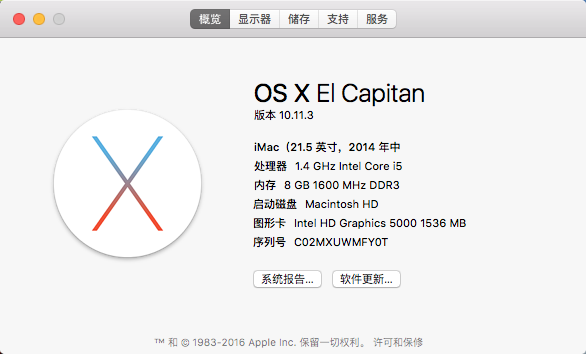 概览 显示器 储存 支持 服务
OS X El Capitan
版本 10.11.3
iMac（21.5 英寸，2014 年中
处理器 1.4 GHz Intel Core i5
内存 8 GB 1600 MHz DDR3
启动磁盘 Macintosh HD
图形卡 Intel HD Graphics 5000 1536 MB
序列号 C02MXUWMFY0T
系统报告... 软件更新...
™ 和 © 1983-2016 Apple Inc. 保留一切权利。 许可和保修